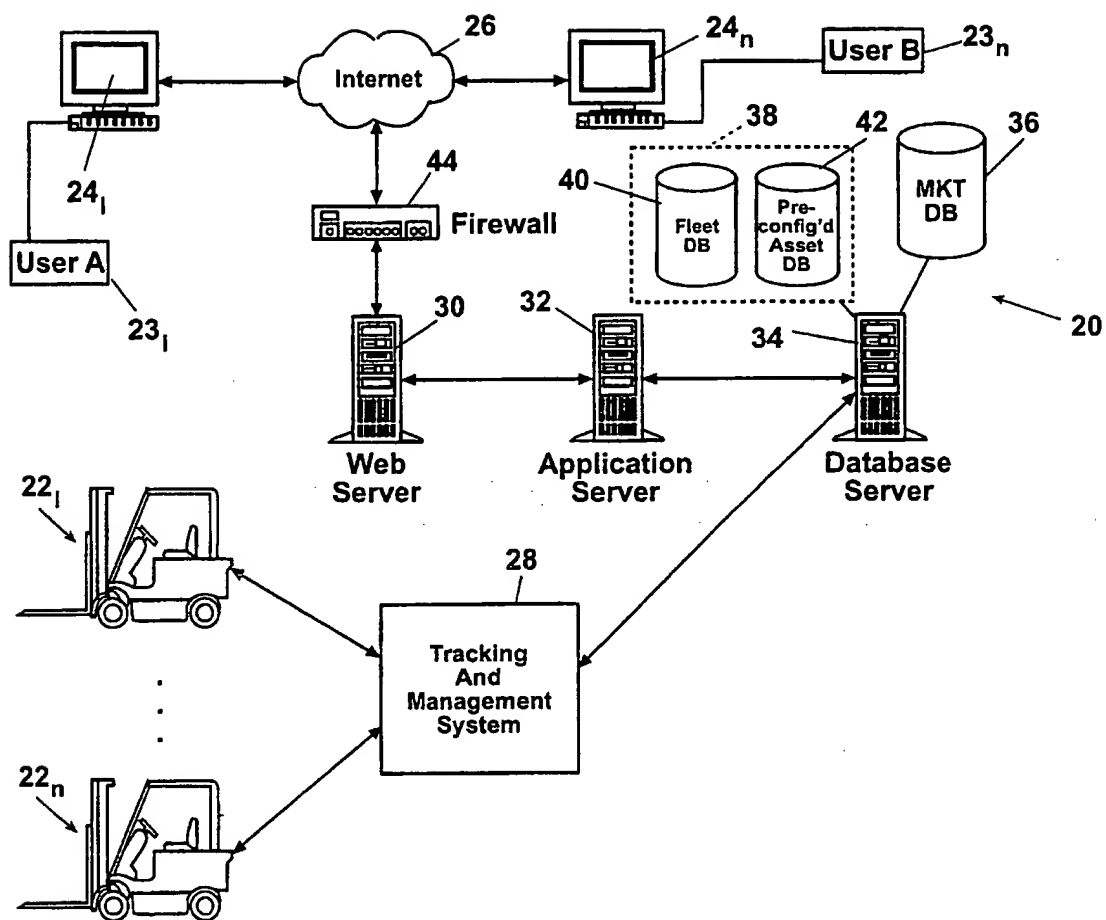 26
24n
User B
23n
Internet
38
42
36
24l
44
40
Fleet
DB
Pre-
config'd
Asset
DB
MKT
DB
Firewall
User A
23l
30
32
34
20
Web
Server
Application
Server
Database
Server
22l
28
Tracking
And
Management
System
22n